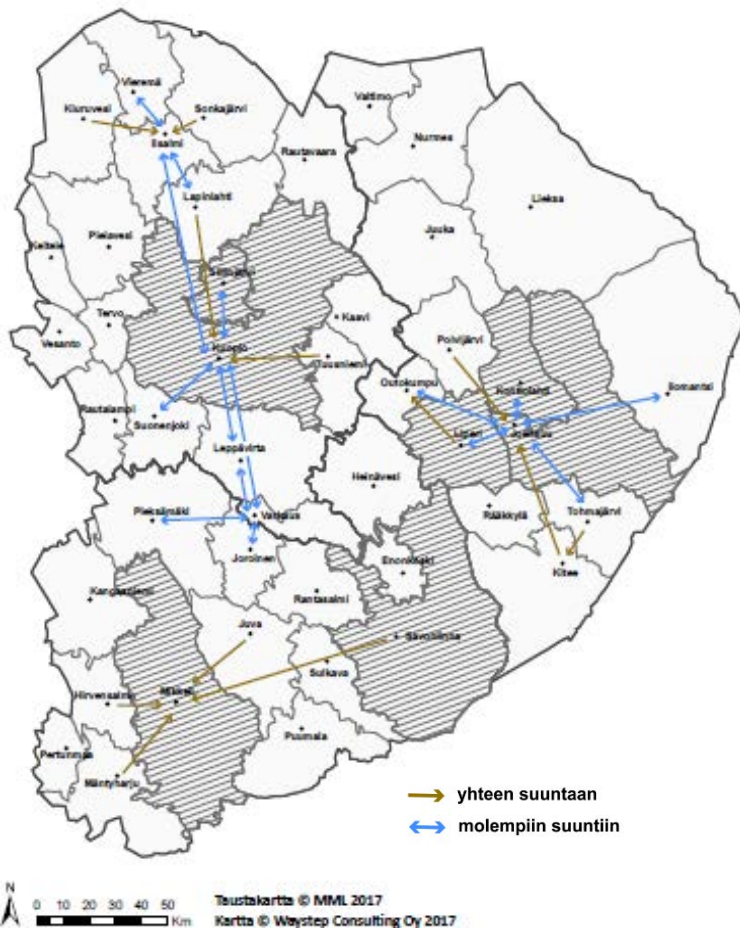 Vieremä
Kiuruvesi
Sonkajärvi
Iisalmi
Valtimo
Nurmes
Rautavaara
Lapinlahti
Lieksa
Pielavesi
Juuka
Keitele
Siilinjärvi
Kaavi
Tervo
Vesanto
Kuopio
Tuusniemi
Polvijärvi
Outokumpu
Kontiolahti
Ilomantsi
Rautalampi
Suonenjoki
Liperi
Joensuu
Leppävirta
Heinävesi
Pieksämäki
Varkaus
Rääkkylä
Tohmajärvi
Joroinen
Enonkoski
Kitee
Kangasniemi
Rantasalmi
Juva
Savonlinna
Sulkava
Hirvensalmi
Mikkeli
Puumala
Pertunmaa
Mäntyharju
yhteen suuntaan
molempiin suuntiin
N
0 10 20 30 40 50
Km
Taustakartta © MML 2017
Kartta © Waystep Consulting Oy 2017